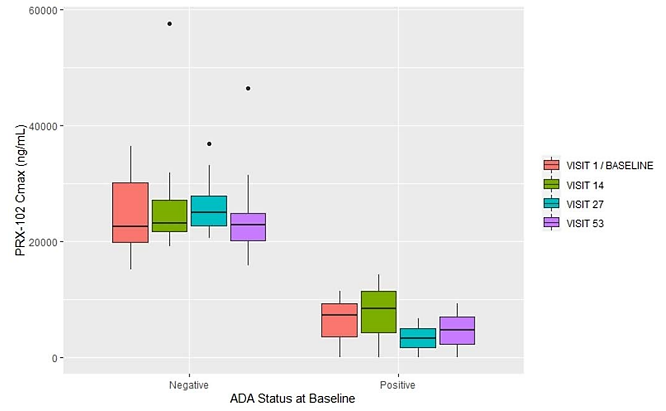 60000
40000
20000
0
PRX-102 Cmax (ng/mL)
Negative
Positive
ADA Status at Baseline
VISIT 1 / BASELINE
VISIT 14
VISIT 27
VISIT 53